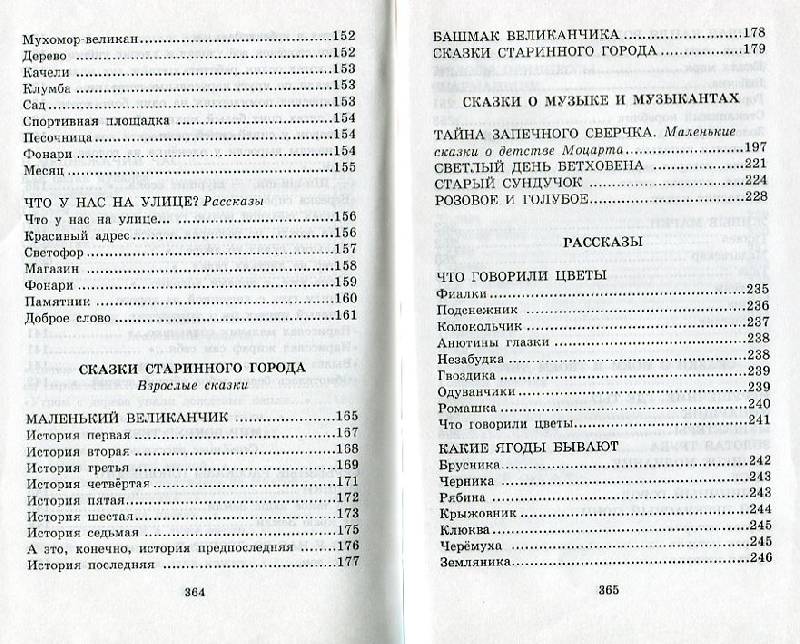 Мухомор-великан 152
Дерево 152
Качели 153
Клумба 153
Сад 153
Спортивная площадка 154
Песочница 154
Фонари 154
Месяц 155
ЧТО У НАС НА УЛИЦЕ? Рассказы
Что у нас на улице... 156
Красивый адрес 156
Светофор 157
Магазин 158
Фонари 159
Памятник 160
Доброе слово 161
СКАЗКИ СТАРИННОГО ГОРОДА
Взрослые сказки
МАЛЕНЬКИЙ ВЕЛИКАНЧИК 165
История первая 167
История вторая 168
История третья 169
История четвёртая 171
История пятая 172
История шестая 173
История седьмая 175
А это, конечно, история предпоследняя 176
История последняя 177
364
БАШМАК ВЕЛИКАНЧИКА 178
СКАЗКИ СТАРИННОГО ГОРОДА 179
СКАЗКИ О МУЗЫКЕ И МУЗЫКАНТАХ
ТАЙНА ЗАПЕЧНОГО СВЕРЧКА. Маленькие
сказки о детстве Моцарта 197
СВЕТЛЫЙ ДЕНЬ БЕТХОВЕНА 221
СТАРЫЙ СУНДУЧОК 224
РОЗОВОЕ И ГОЛУБОЕ 228
РАССКАЗЫ
ЧТО ГОВОРИЛИ ЦВЕТЫ
Фиалки 235
Подснежник 236
Колокольчик 237
Анютины глазки 238
Незабудка 238
Гвоздика 239
Одуванчики 239
Ромашка 240
Что говорили цветы 241
КАКИЕ ЯГОДЫ БЫВАЮТ
Брусника 242
Черника 243
Рябина 243
Крыжовник 244
Клюква 245
Черёмуха 245
Земляника 246
365